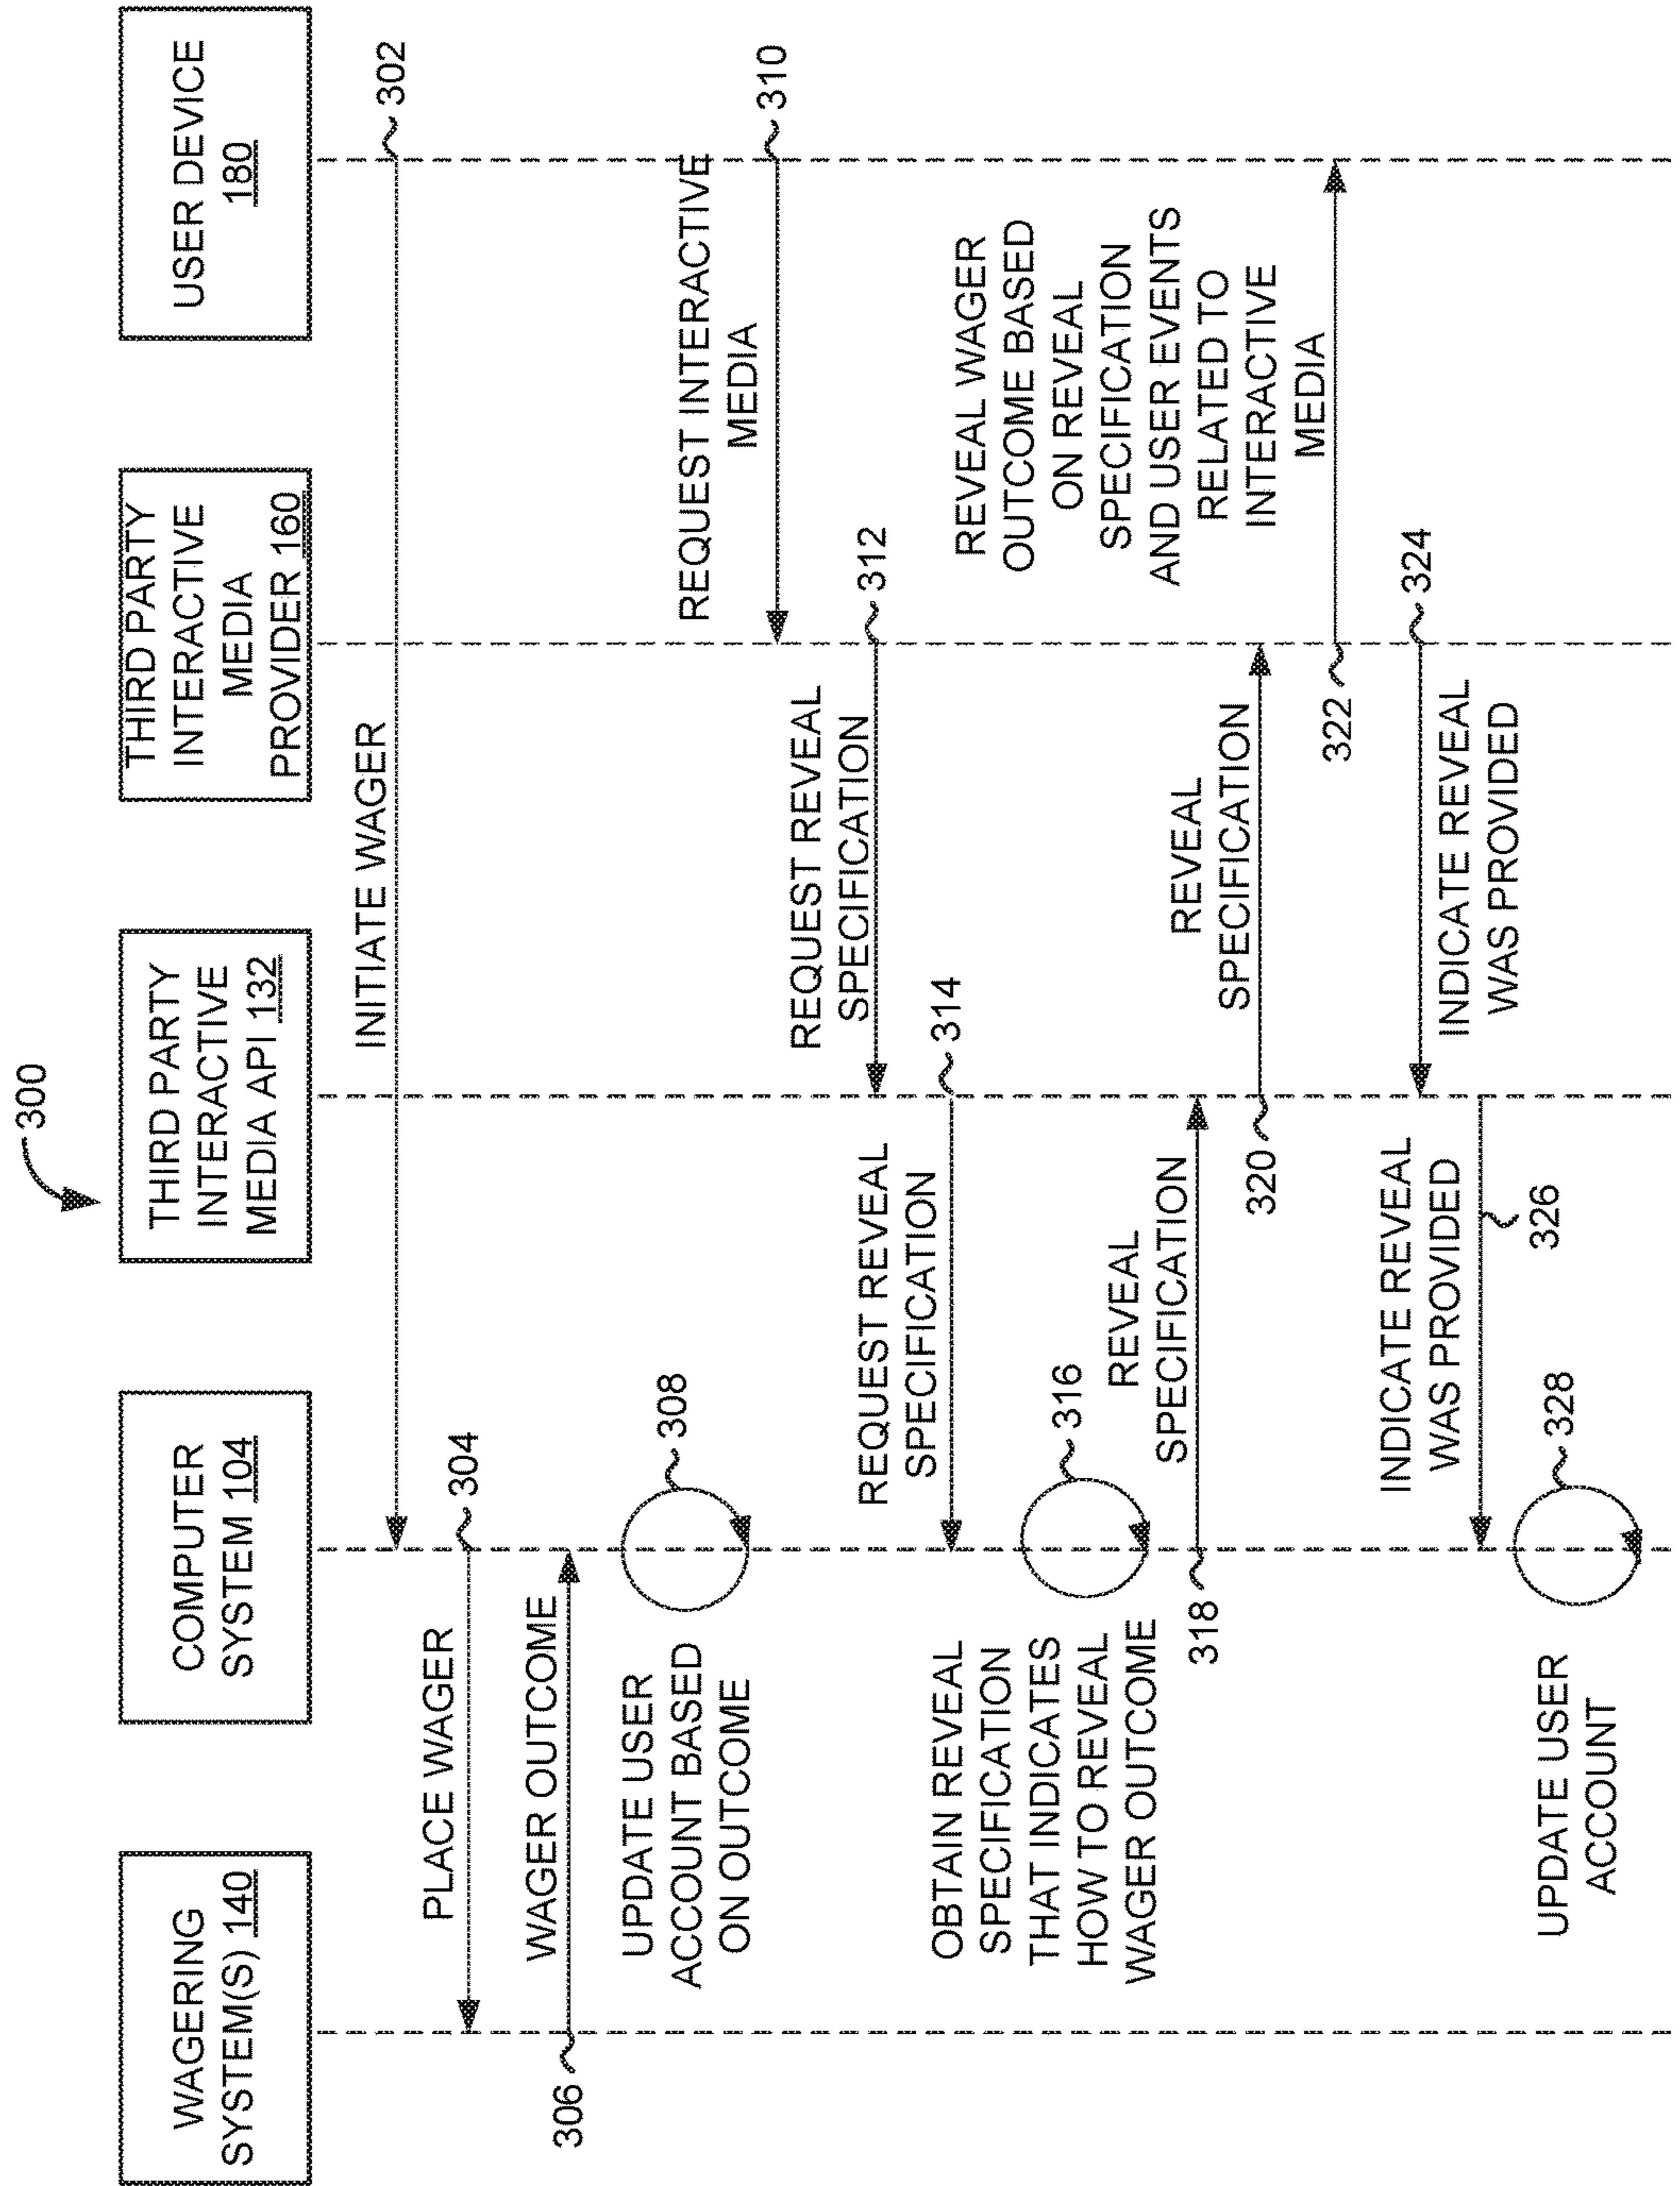 300
WAGERING
SYSTEM(S) 140
COMPUTER
SYSTEM 104
THIRD PARTY
INTERACTIVE
MEDIA API 132
THIRD PARTY
INTERACTIVE
MEDIA
PROVIDER 160
USER DEVICE
180
INITIATE WAGER
302
PLACE WAGER
304
WAGER OUTCOME
306
UPDATE USER
ACCOUNT BASED
ON OUTCOME
308
REQUEST INTERACTIVE
MEDIA
310
REQUEST REVEAL
SPECIFICATION
312
REQUEST REVEAL
SPECIFICATION
314
OBTAIN REVEAL
SPECIFICATION
THAT INDICATES
HOW TO REVEAL
WAGER OUTCOME
316
REVEAL
SPECIFICATION
318
REVEAL
SPECIFICATION
320
REVEAL WAGER
OUTCOME BASED
ON REVEAL
SPECIFICATION
AND USER EVENTS
RELATED TO
INTERACTIVE
MEDIA
322
INDICATE REVEAL
WAS PROVIDED
324
INDICATE REVEAL
WAS PROVIDED
326
UPDATE USER
ACCOUNT
328